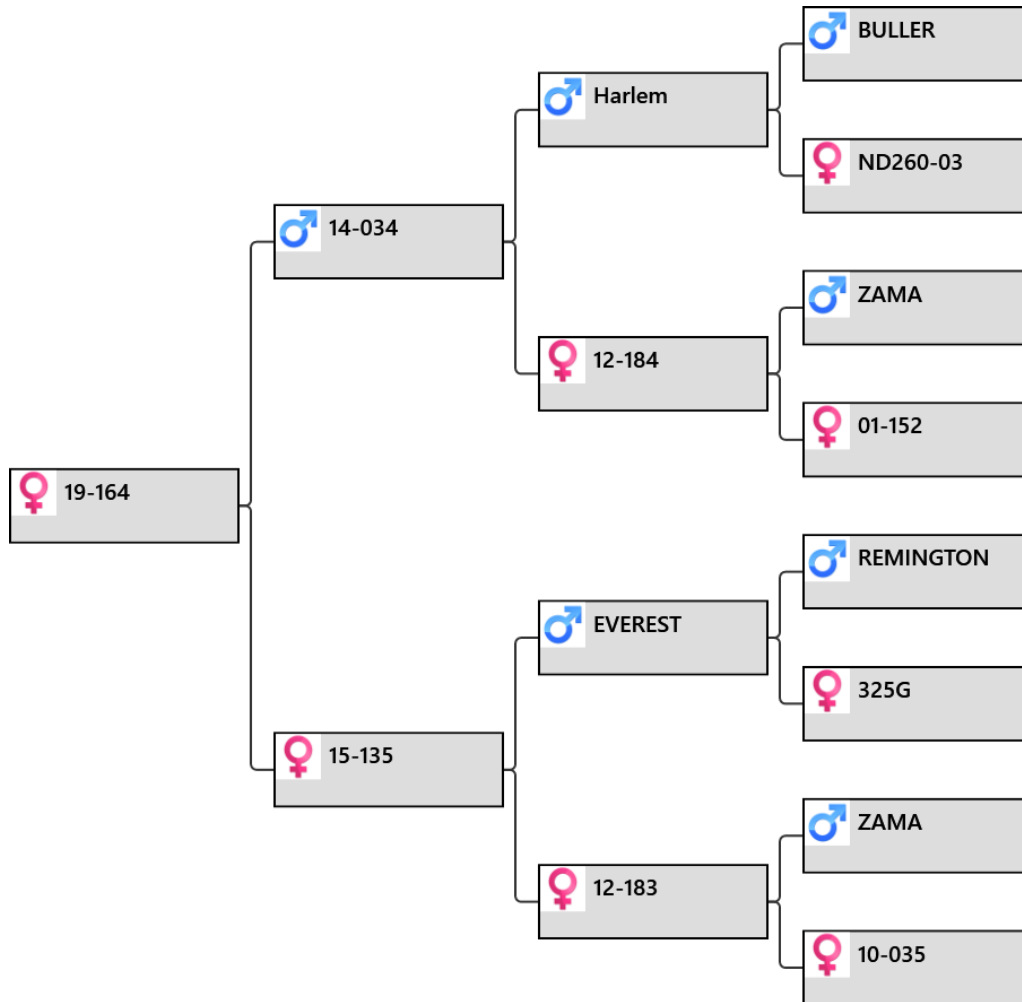 BULLER
Harlem
ND260-03
14-034
ZAMA
12-184
01-152
19-164
REMINGTON
EVEREST
325G
15-135
ZAMA
12-183
10-035